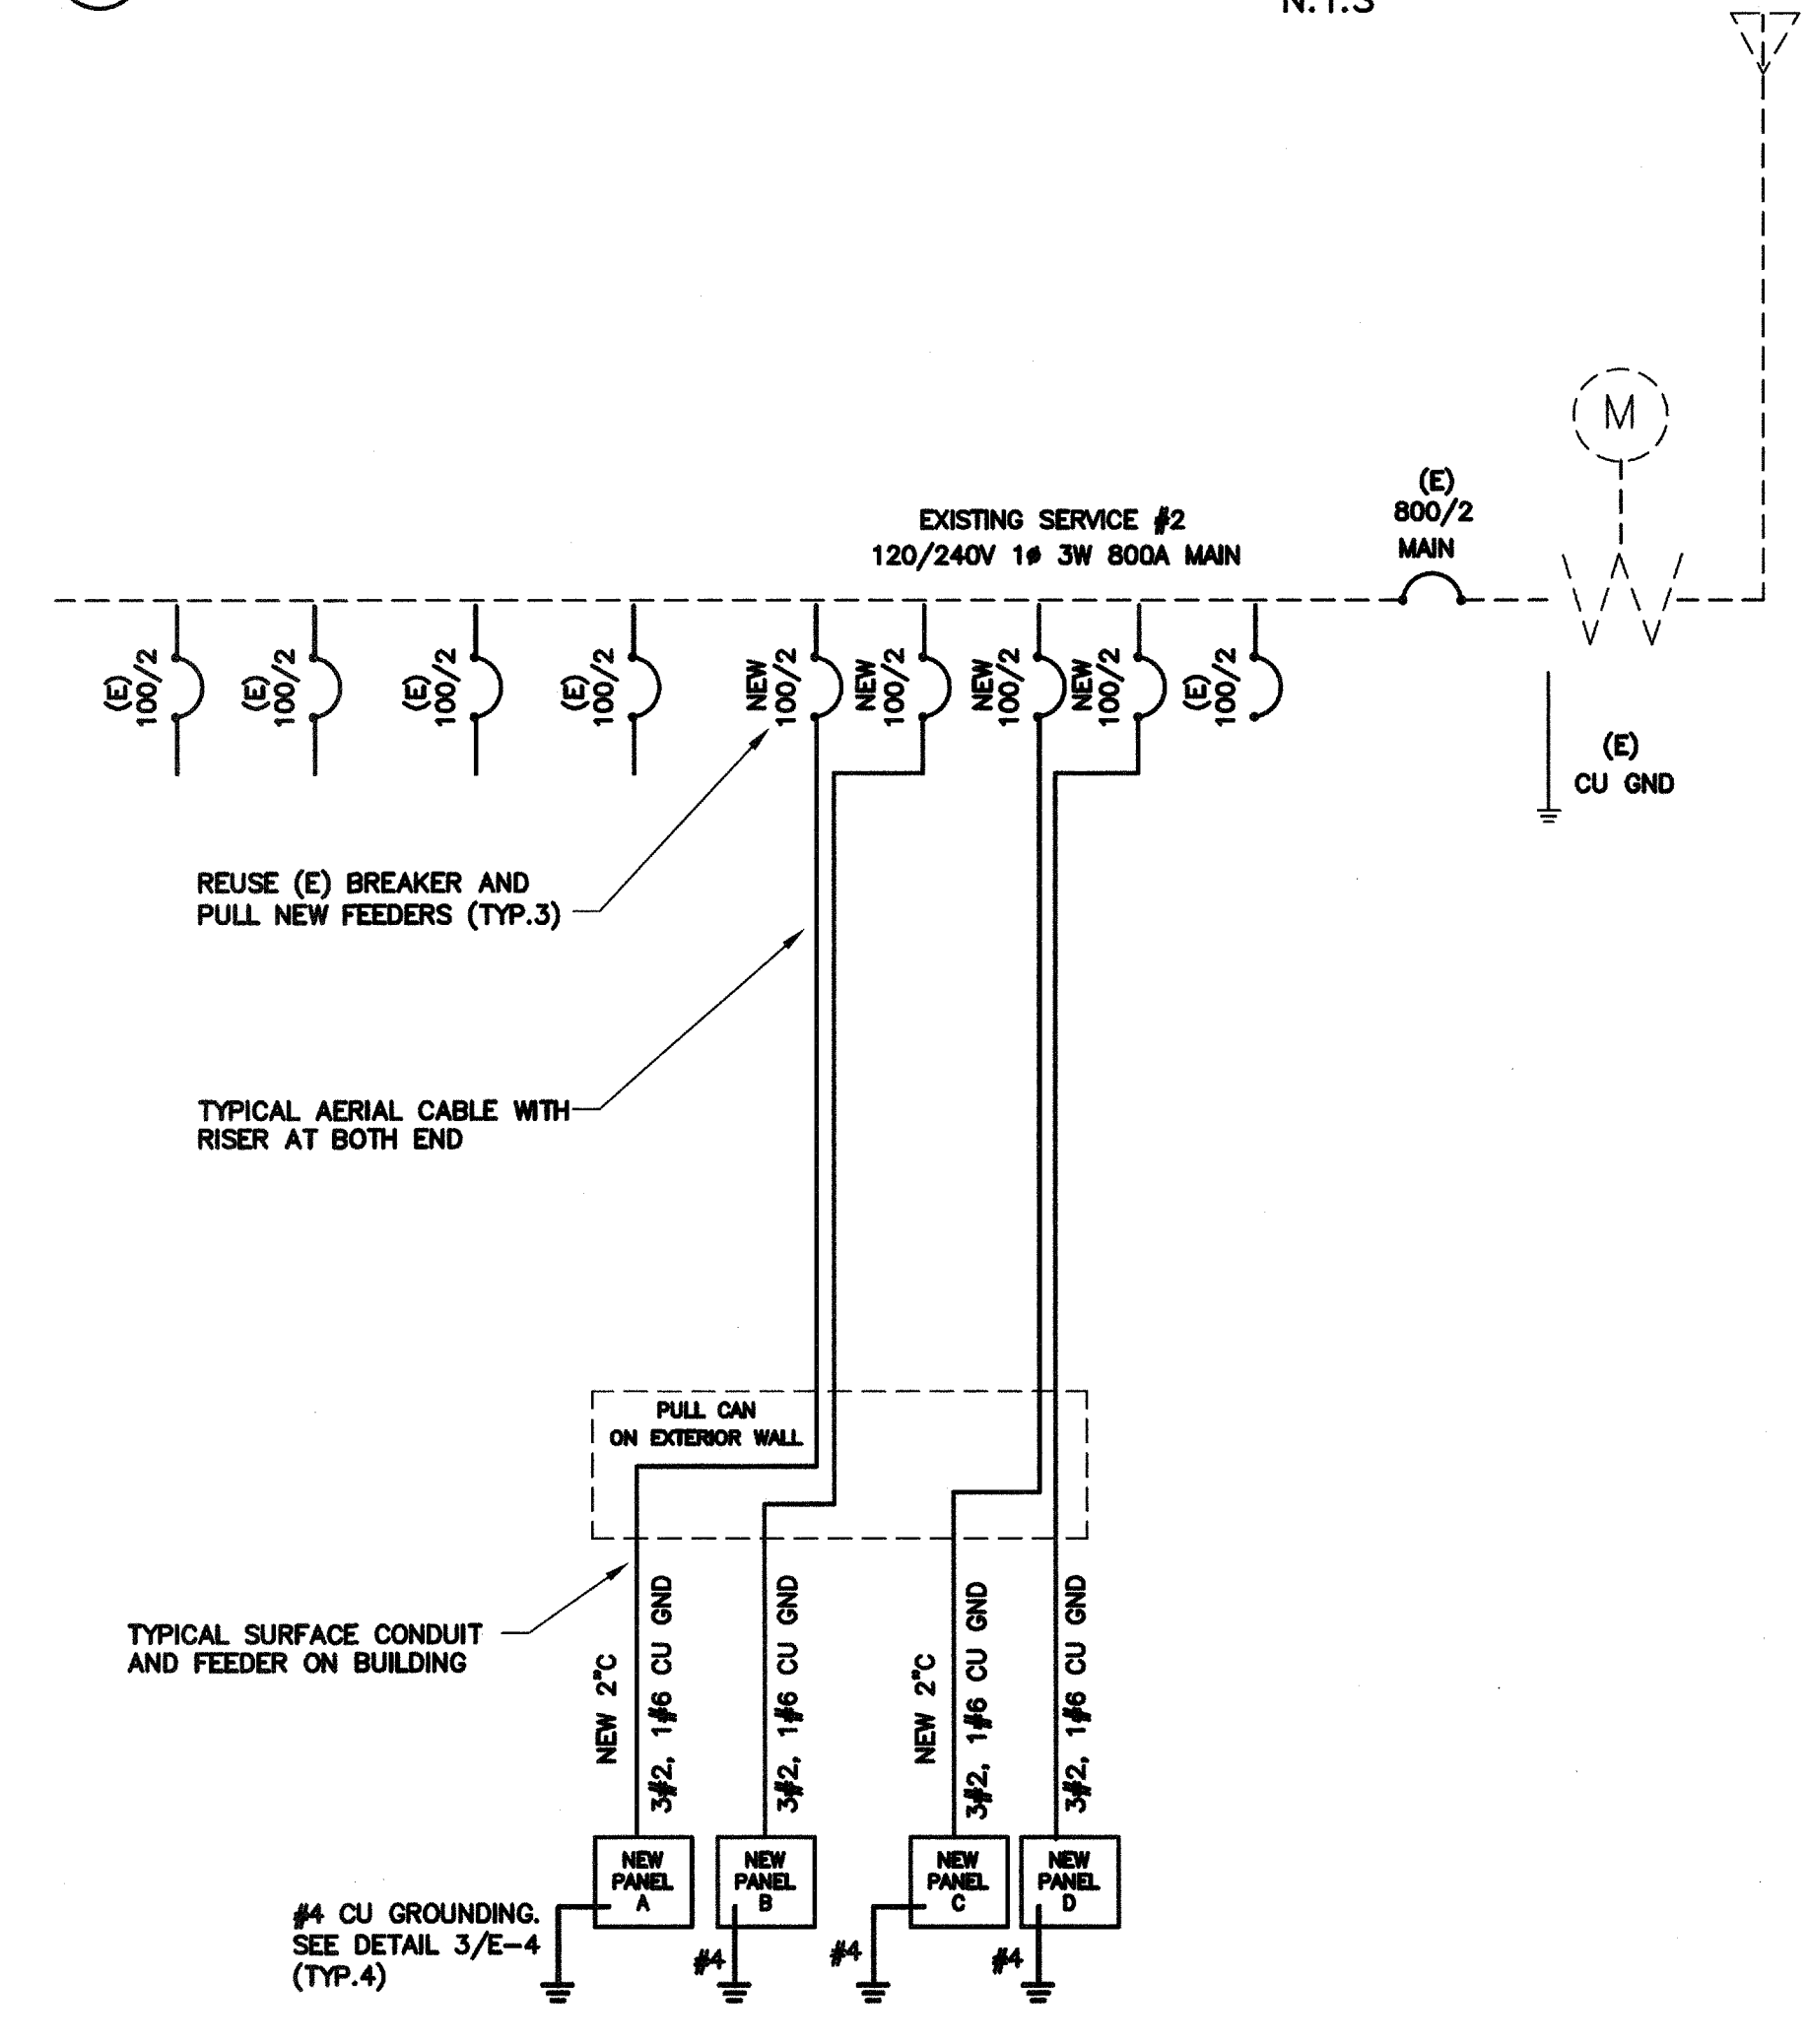 N.T.S
M
(E)
800/2
MAIN
EXISTING SERVICE #2
120/240V 1ø 3W 800A MAIN
(E)
100/2
(E)
100/2
(E)
100/2
(E)
100/2
NEW
100/2
NEW
100/2
NEW
100/2
NEW
100/2
(E)
100/2
(E)
CU GND
REUSE (E) BREAKER AND
PULL NEW FEEDERS (TYP.3)
TYPICAL AERIAL CABLE WITH
RISER AT BOTH END
PULL CAN
ON EXTERIOR WALL
TYPICAL SURFACE CONDUIT
AND FEEDER ON BUILDING
NEW 2"C
3#2, 1#6 CU GND
3#2, 1#6 CU GND
NEW 2"C
3#2, 1#6 CU GND
3#2, 1#6 CU GND
NEW
PANEL
A
NEW
PANEL
B
NEW
PANEL
C
NEW
PANEL
D
#4 CU GROUNDING.
SEE DETAIL 3/E-4
(TYP.4)
#4
#4
#4